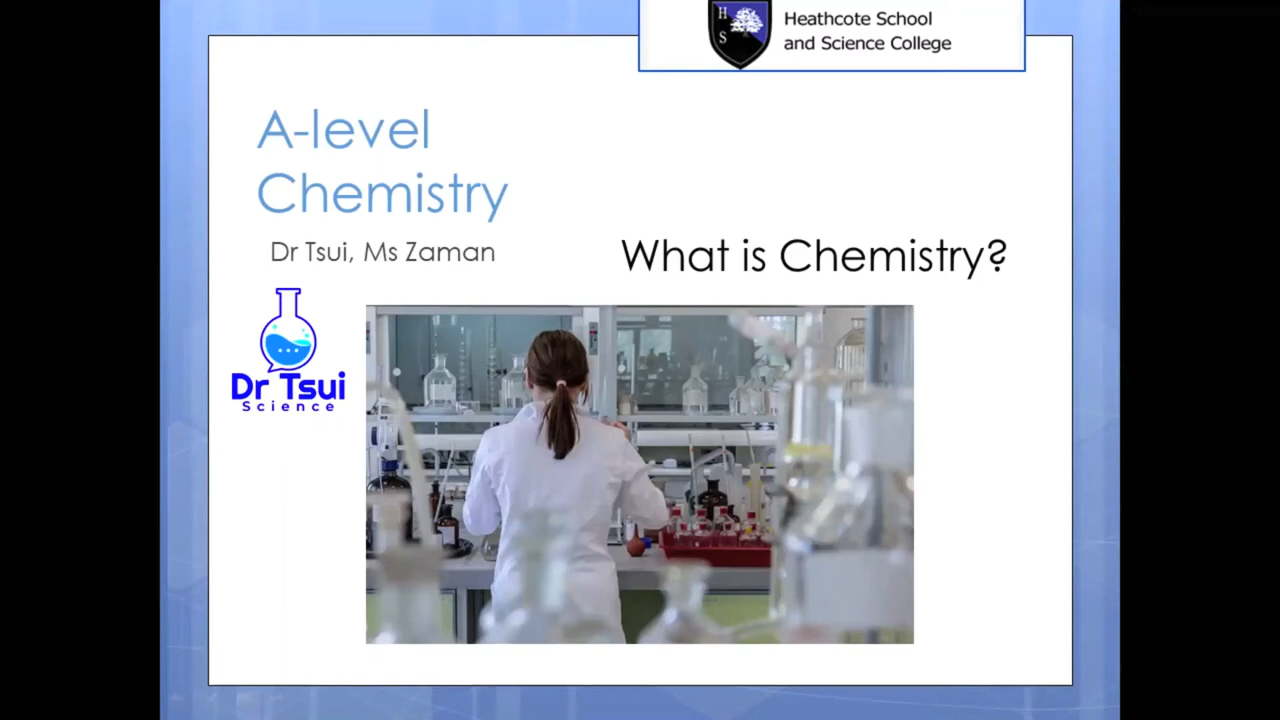 H
S
Heathcote School
and Science College
A-level
Chemistry
Dr Tsui, Ms Zaman
What is Chemistry?
Dr Tsui
Science